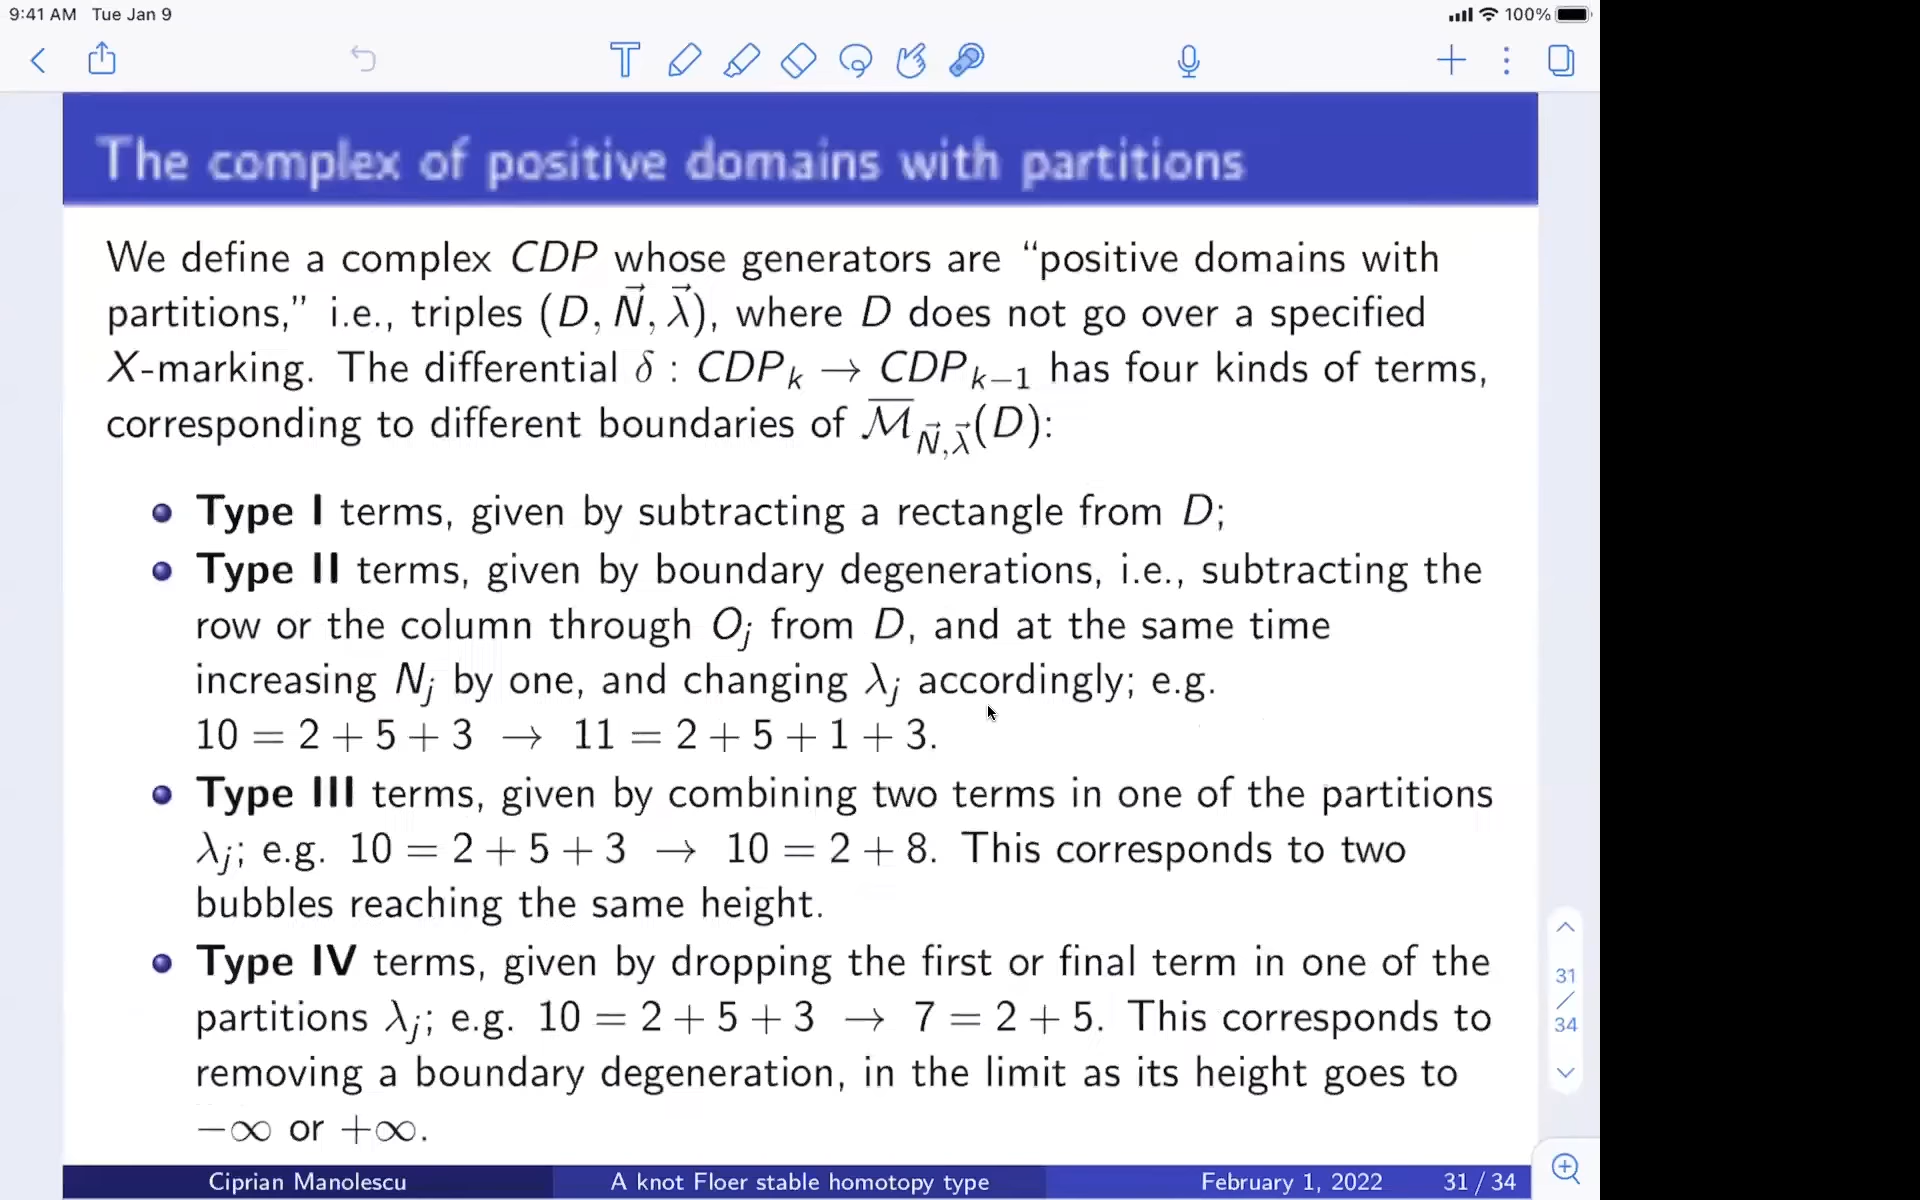 9:41 AM Tue Jan 9
100%
The complex of positive domains with partitions
We define a complex CDP whose generators are “positive domains with
partitions,” i.e., triples (D, N⃗, λ⃗), where D does not go over a specified
X-marking. The differential δ : CDPₖ → CDPₖ₋₁ has four kinds of terms,
corresponding to different boundaries of M̅_{N⃗,λ⃗}(D):
• Type I terms, given by subtracting a rectangle from D;
• Type II terms, given by boundary degenerations, i.e., subtracting the
row or the column through Oⱼ from D, and at the same time
increasing Nⱼ by one, and changing λⱼ accordingly; e.g.
10 = 2 + 5 + 3 → 11 = 2 + 5 + 1 + 3.
• Type III terms, given by combining two terms in one of the partitions
λⱼ; e.g. 10 = 2 + 5 + 3 → 10 = 2 + 8. This corresponds to two
bubbles reaching the same height.
• Type IV terms, given by dropping the first or final term in one of the
partitions λⱼ; e.g. 10 = 2 + 5 + 3 → 7 = 2 + 5. This corresponds to
removing a boundary degeneration, in the limit as its height goes to
−∞ or +∞.
31
/
34
Ciprian Manolescu A knot Floer stable homotopy type February 1, 2022 31 / 34